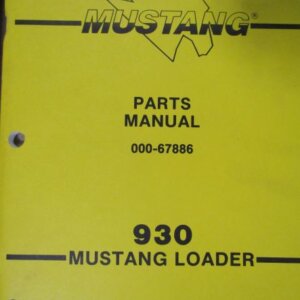 MUSTANG®
PARTS
MANUAL
000-67886
930
MUSTANG LOADER